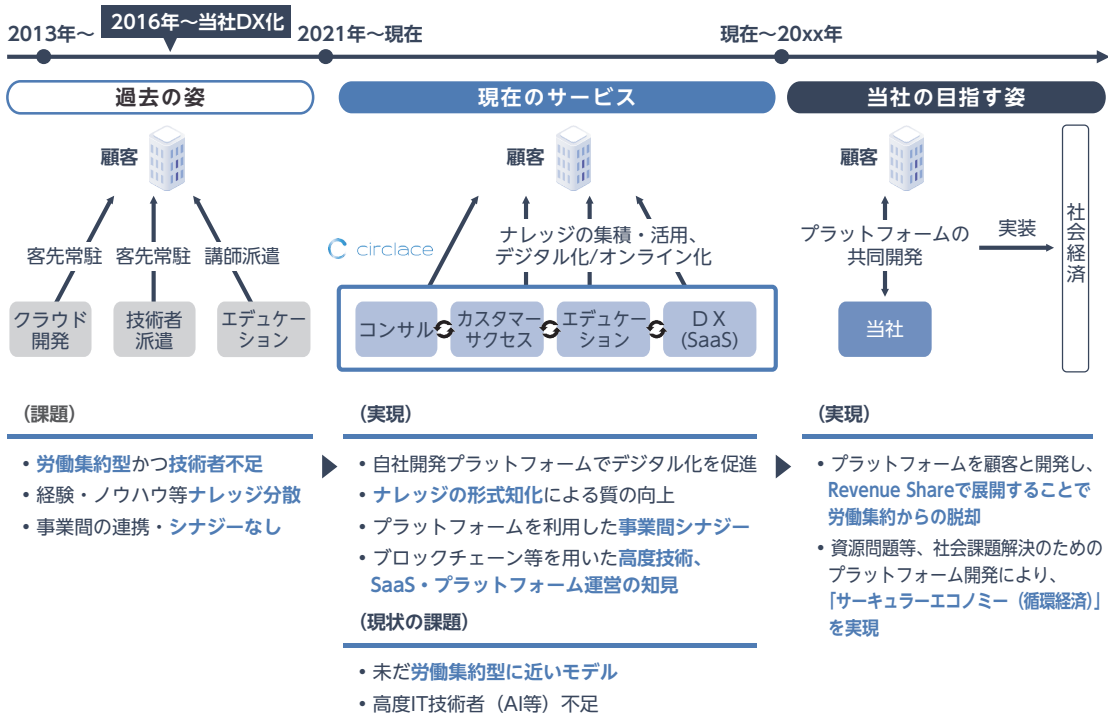 2013年～
2016年～当社DX化
2021年～現在
現在～20xx年
過去の姿
顧客
客先常駐
客先常駐
講師派遣
クラウド
開発
技術者
派遣
エデュケー
ション
（課題）
• 労働集約型かつ技術者不足
• 経験・ノウハウ等ナレッジ分散
• 事業間の連携・シナジーなし
現在のサービス
顧客
circlace
ナレッジの集積・活用、
デジタル化/オンライン化
コンサル
カスタマー
サクセス
エデュケー
ション
DX
(SaaS)
（実現）
• 自社開発プラットフォームでデジタル化を促進
• ナレッジの形式知化による質の向上
• プラットフォームを利用した事業間シナジー
• ブロックチェーン等を用いた高度技術、
SaaS・プラットフォーム運営の知見
（現状の課題）
• 未だ労働集約型に近いモデル
• 高度IT技術者（AI等）不足
当社の目指す姿
顧客
プラットフォームの
共同開発
実装
社会経済
当社
（実現）
• プラットフォームを顧客と開発し、
Revenue Shareで展開することで
労働集約からの脱却
• 資源問題等、社会課題解決のための
プラットフォーム開発により、
「サーキュラーエコノミー（循環経済）」
を実現